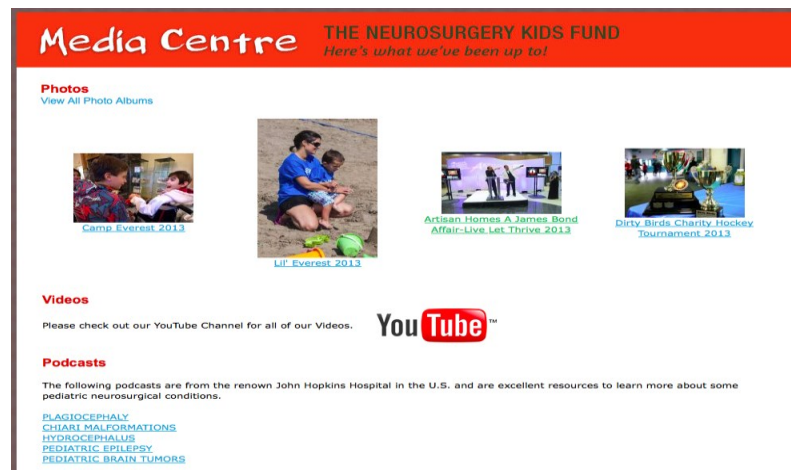 Media Centre
THE NEUROSURGERY KIDS FUND
Here's what we've been up to!
Photos
View All Photo Albums
Camp Everest 2013
Lil' Everest 2013
Artisan Homes A James Bond
Affair-Live Let Thrive 2013
Dirty Birds Charity Hockey
Tournament 2013
Videos
Please check out our YouTube Channel for all of our Videos.
YouTube™
Podcasts
The following podcasts are from the renown John Hopkins Hospital in the U.S. and are excellent resources to learn more about some
pediatric neurosurgical conditions.
PLAGIOCEPHALY
CHIARI MALFORMATIONS
HYDROCEPHALUS
PEDIATRIC EPILEPSY
PEDIATRIC BRAIN TUMORS